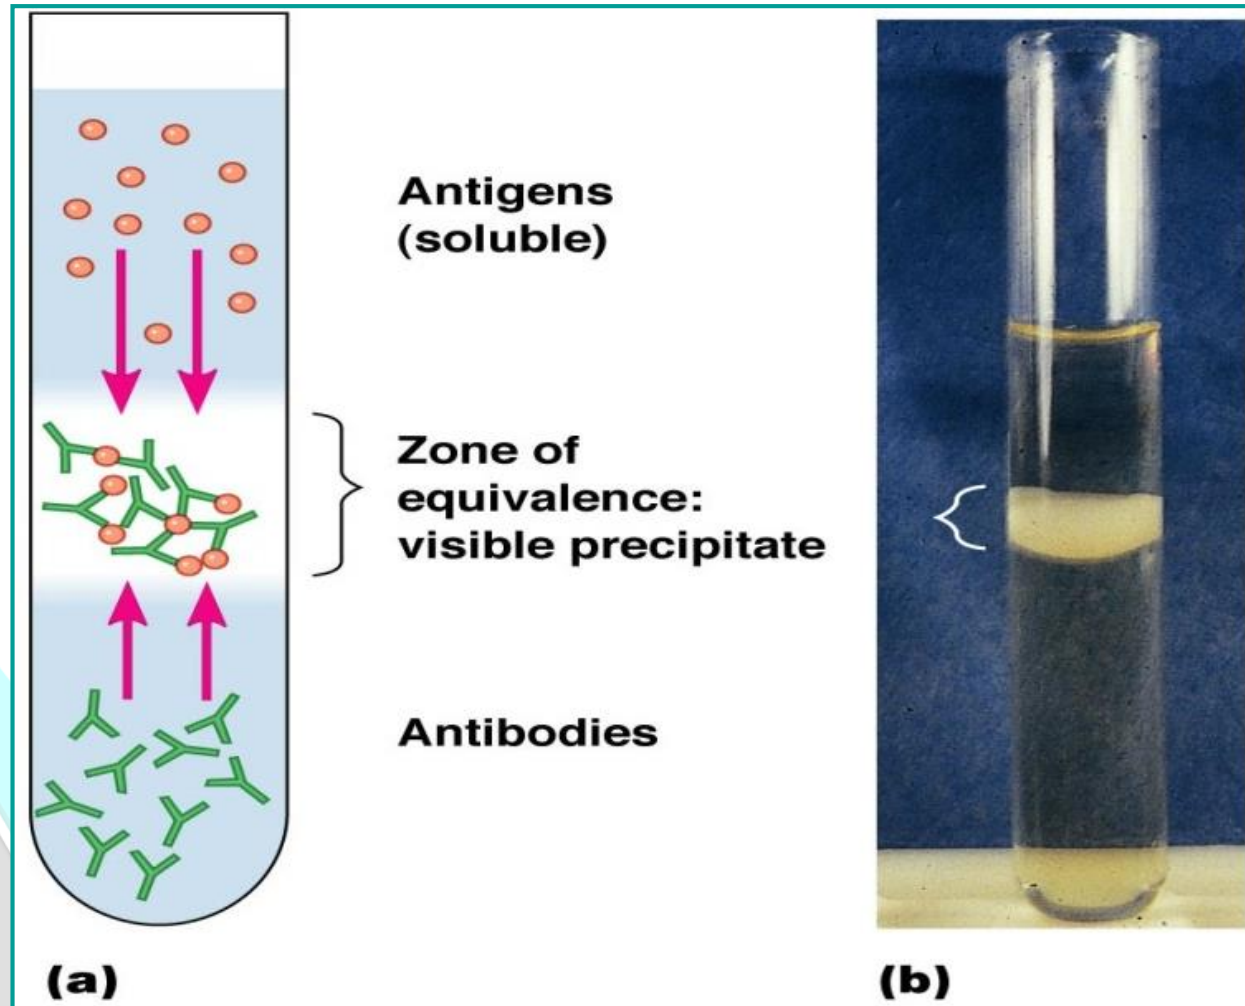 Antigens
(soluble)
Zone of
equivalence:
visible precipitate
Antibodies
(a)
(b)